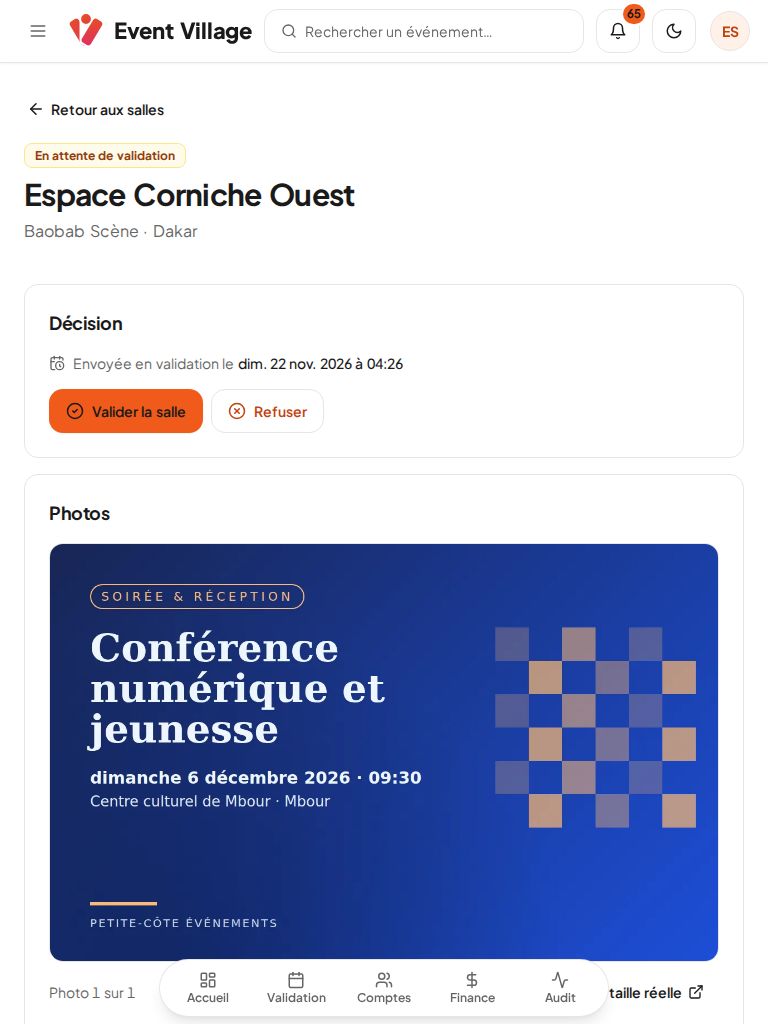 Event Village
Rechercher un événement…
65
ES
Retour aux salles
En attente de validation
Espace Corniche Ouest
Baobab Scène · Dakar
Décision
Envoyée en validation le dim. 22 nov. 2026 à 04:26
Valider la salle
Refuser
Photos
SOIRÉE & RÉCEPTION
Conférence
numérique et
jeunesse
dimanche 6 décembre 2026 · 09:30
Centre culturel de Mbour · Mbour
PETITE-CÔTE ÉVÉNEMENTS
Photo 1 sur 1
taille réelle
Accueil
Validation
Comptes
Finance
Audit